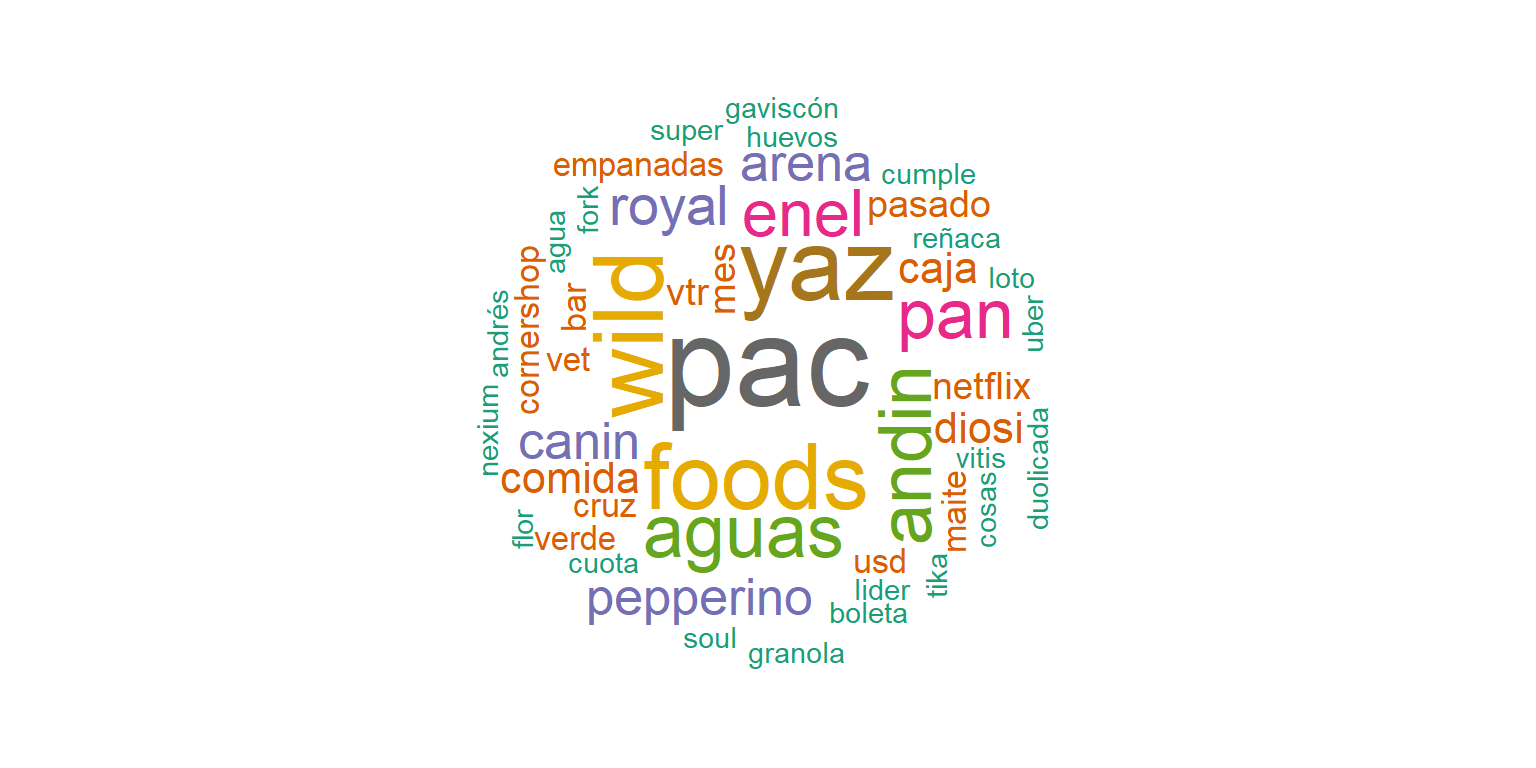 gaviscón
super
huevos
empanadas
arena
cumple
royal
fork
enel
pasado
agua
reñaca
cornershop
bar
wild
vtr
mes
yaz
caja
loto
andrés
pan
uber
vet
pac
netflix
nexium
canin
andin
diosi
duolicada
comida
foods
vitis
cruz
maite
cosas
flor
verde
aguas
cuota
usd
tika
pepperino
lider
boleta
soul
granola